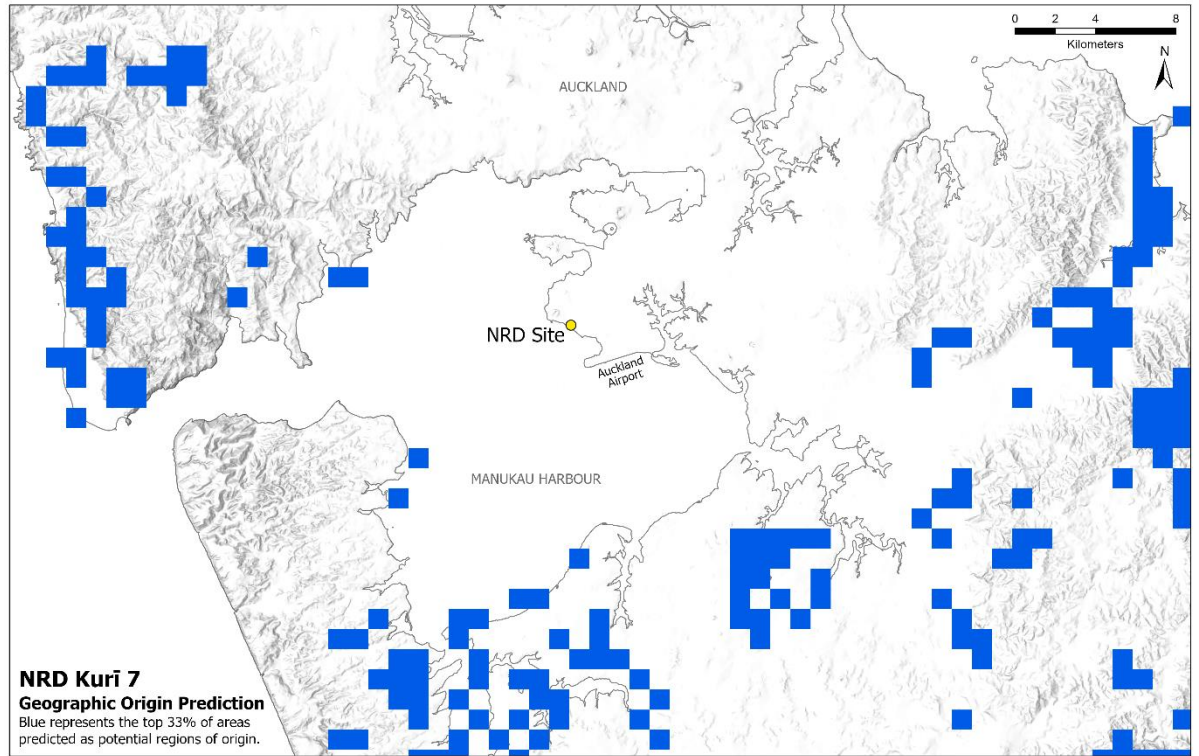 0 2 4 8
Kilometers
N
AUCKLAND
NRD Site
Auckland
Airport
MANUKAU HARBOUR
NRD Kurī 7
Geographic Origin Prediction
Blue represents the top 33% of areas
predicted as potential regions of origin.